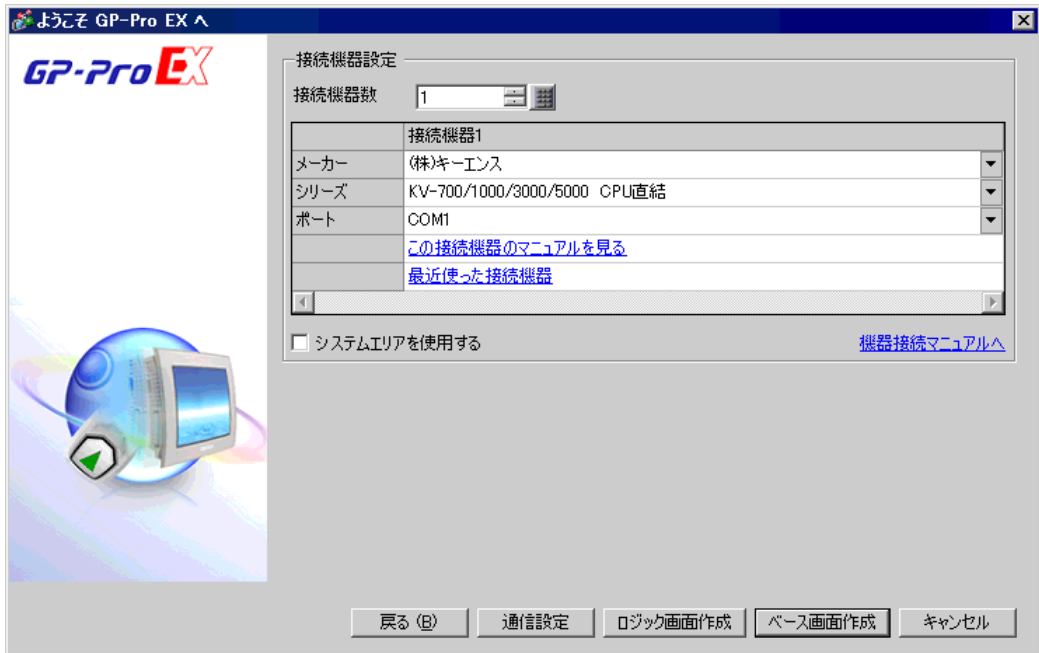 ようこそ GP-Pro EX へ
GP-Pro EX
接続機器設定
接続機器数 1
接続機器1
メーカー (株)キーエンス
シリーズ KV-700/1000/3000/5000 CPU直結
ポート COM1
この接続機器のマニュアルを見る
最近使った接続機器
システムエリアを使用する 機器接続マニュアルへ
戻る (B) 通信設定 ロジック画面作成 ベース画面作成 キャンセル